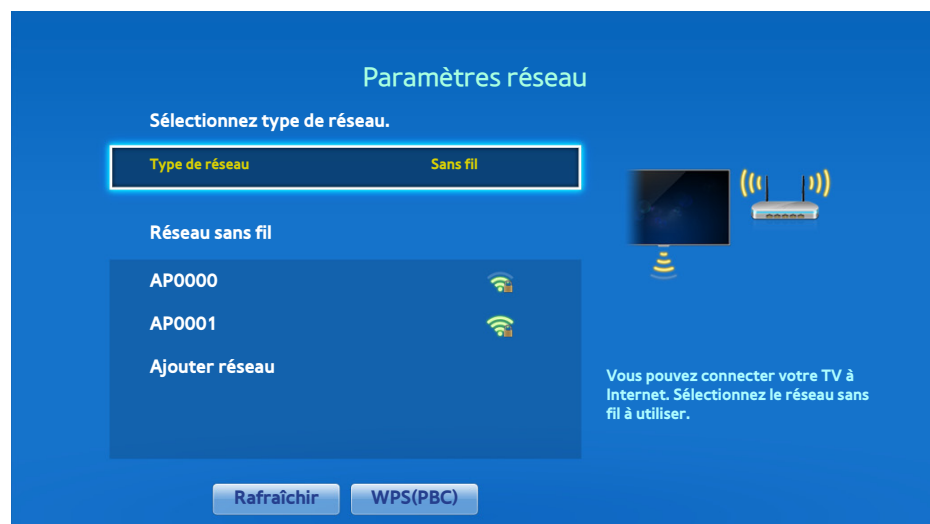 Paramètres réseau
Sélectionnez type de réseau.
Type de réseau Sans fil
Réseau sans fil
AP0000
AP0001
Ajouter réseau
Vous pouvez connecter votre TV à
Internet. Sélectionnez le réseau sans
fil à utiliser.
Rafraîchir WPS(PBC)